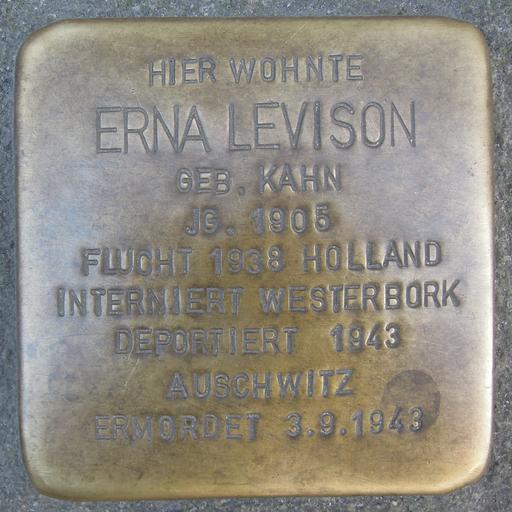 HIER WOHNTE
ERNA LEVISON
GEB. KAHN
JG. 1905
FLUCHT 1938 HOLLAND
INTERNIERT WESTERBORK
DEPORTIERT 1943
AUSCHWITZ
ERMORDET 3.9.1943